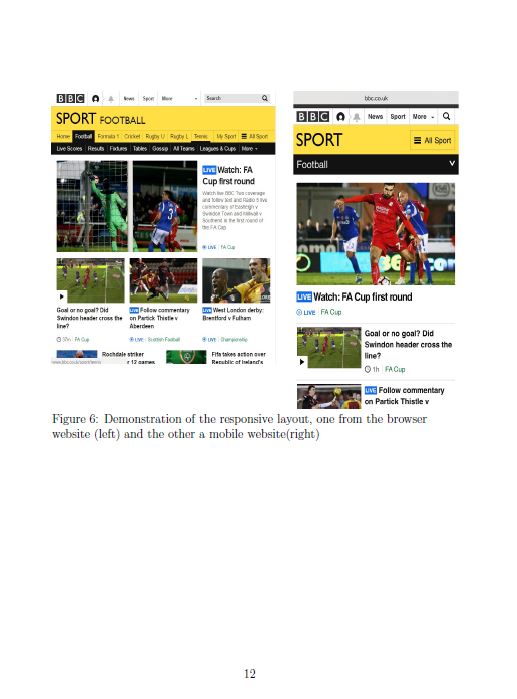 BBC News Sport More Search
SPORT FOOTBALL
Home Football Formula 1 Cricket Rugby U Rugby L Tennis My Sport All Sport
Live Scores Results Fixtures Tables Gossip All Teams Leagues & Cups More
LIVE Watch: FA
Cup first round
Watch live BBC Two coverage
and follow text and Radio 5 live
commentary of Eastleigh v
Swindon Town and Millwall v
Southend in the first round of
the FA Cup
LIVE FA Cup
Goal or no goal? Did
Swindon header cross the
line?
37m FA Cup
LIVE Follow commentary
on Partick Thistle v
Aberdeen
LIVE Scottish Football
LIVE West London derby:
Brentford v Fulham
LIVE Championship
Rochdale striker
r 12 games
Fifa takes action over
Republic of Ireland's
bbc.co.uk
BBC News Sport More
SPORT All Sport
Football
LIVE Watch: FA Cup first round
LIVE FA Cup
Goal or no goal? Did
Swindon header cross the
line?
1h FA Cup
LIVE Follow commentary
on Partick Thistle v
Figure 6: Demonstration of the responsive layout, one from the browser
website (left) and the other a mobile website(right)
12